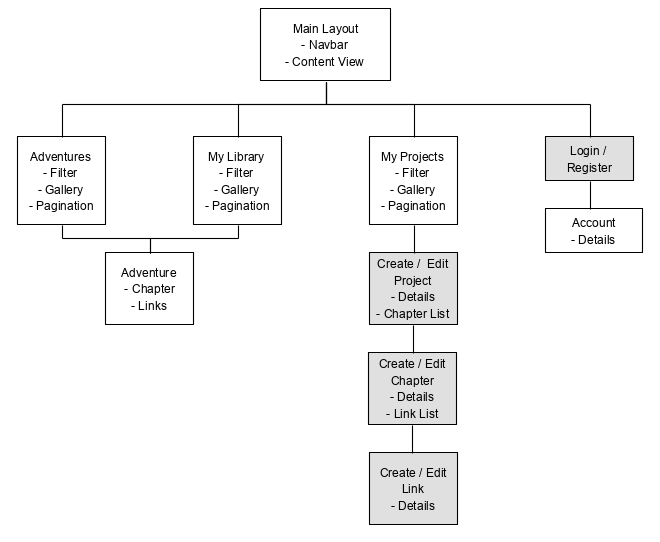 Main Layout
- Navbar
- Content View
Adventures
- Filter
- Gallery
- Pagination
My Library
- Filter
- Gallery
- Pagination
My Projects
- Filter
- Gallery
- Pagination
Login /
Register
Account
- Details
Adventure
- Chapter
- Links
Create / Edit
Project
- Details
- Chapter List
Create / Edit
Chapter
- Details
- Link List
Create / Edit
Link
- Details